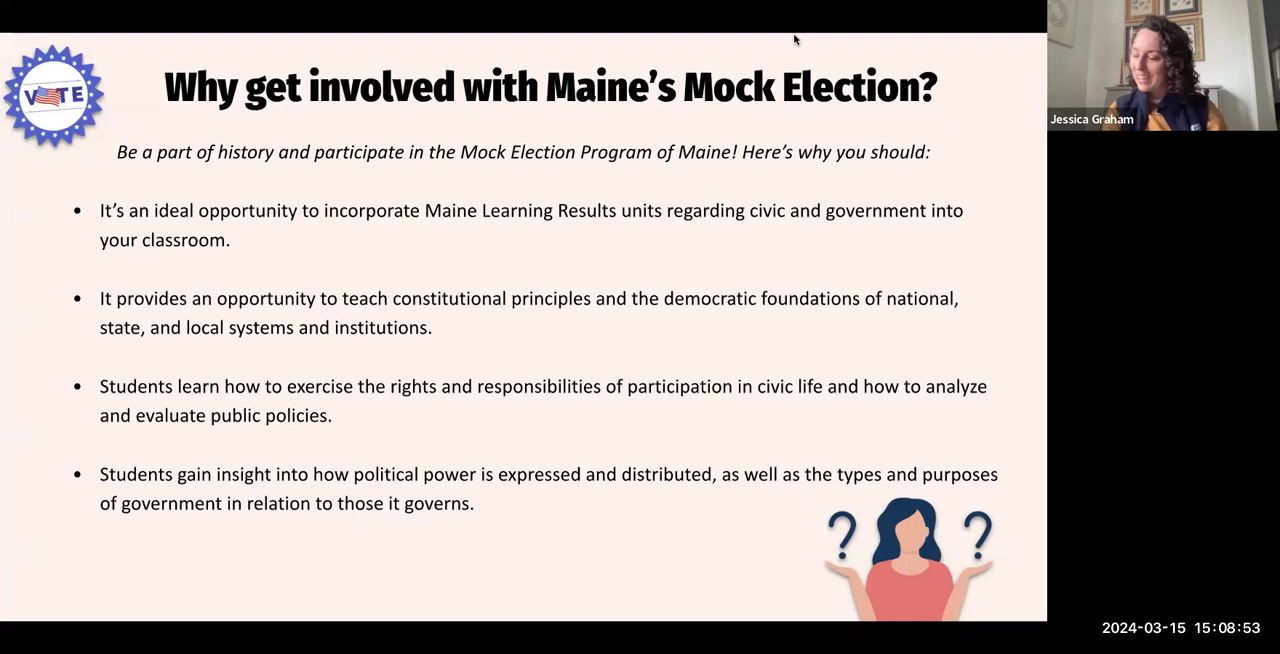 VOTE
Why get involved with Maine’s Mock Election?
Jessica Graham
Be a part of history and participate in the Mock Election Program of Maine! Here’s why you should:
• It’s an ideal opportunity to incorporate Maine Learning Results units regarding civic and government into
your classroom.
• It provides an opportunity to teach constitutional principles and the democratic foundations of national,
state, and local systems and institutions.
• Students learn how to exercise the rights and responsibilities of participation in civic life and how to analyze
and evaluate public policies.
• Students gain insight into how political power is expressed and distributed, as well as the types and purposes
of government in relation to those it governs.
? ?
2024-03-15 15:08:53